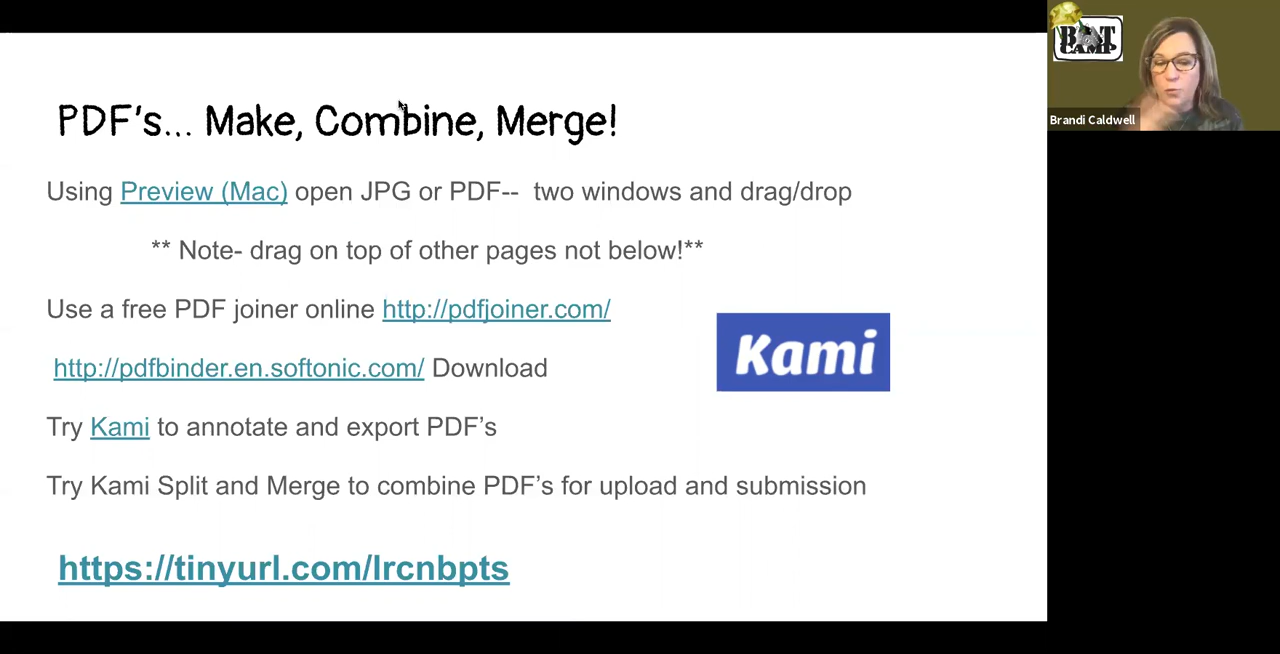 PDF's... Make, Combine, Merge!
Using Preview (Mac) open JPG or PDF-- two windows and drag/drop
** Note- drag on top of other pages not below!**
Use a free PDF joiner online http://pdfjoiner.com/
http://pdfbinder.en.softonic.com/ Download
Kami
Try Kami to annotate and export PDF’s
Try Kami Split and Merge to combine PDF’s for upload and submission
https://tinyurl.com/lrcnbpts
CAMP
Brandi Caldwell